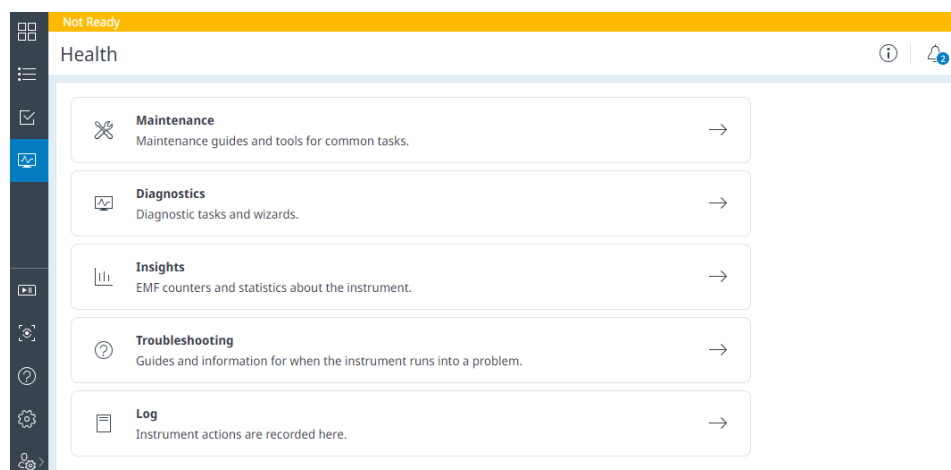 Not Ready
Health
2
Maintenance
Maintenance guides and tools for common tasks.
Diagnostics
Diagnostic tasks and wizards.
Insights
EMF counters and statistics about the instrument.
Troubleshooting
Guides and information for when the instrument runs into a problem.
Log
Instrument actions are recorded here.